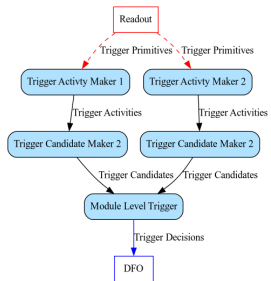 Readout
Trigger Primitives
Trigger Primitives
Trigger Activty Maker 1
Trigger Activty Maker 2
Trigger Activities
Trigger Activities
Trigger Candidate Maker 2
Trigger Candidate Maker 2
Trigger Candidates
Trigger Candidates
Module Level Trigger
Trigger Decisions
DFO